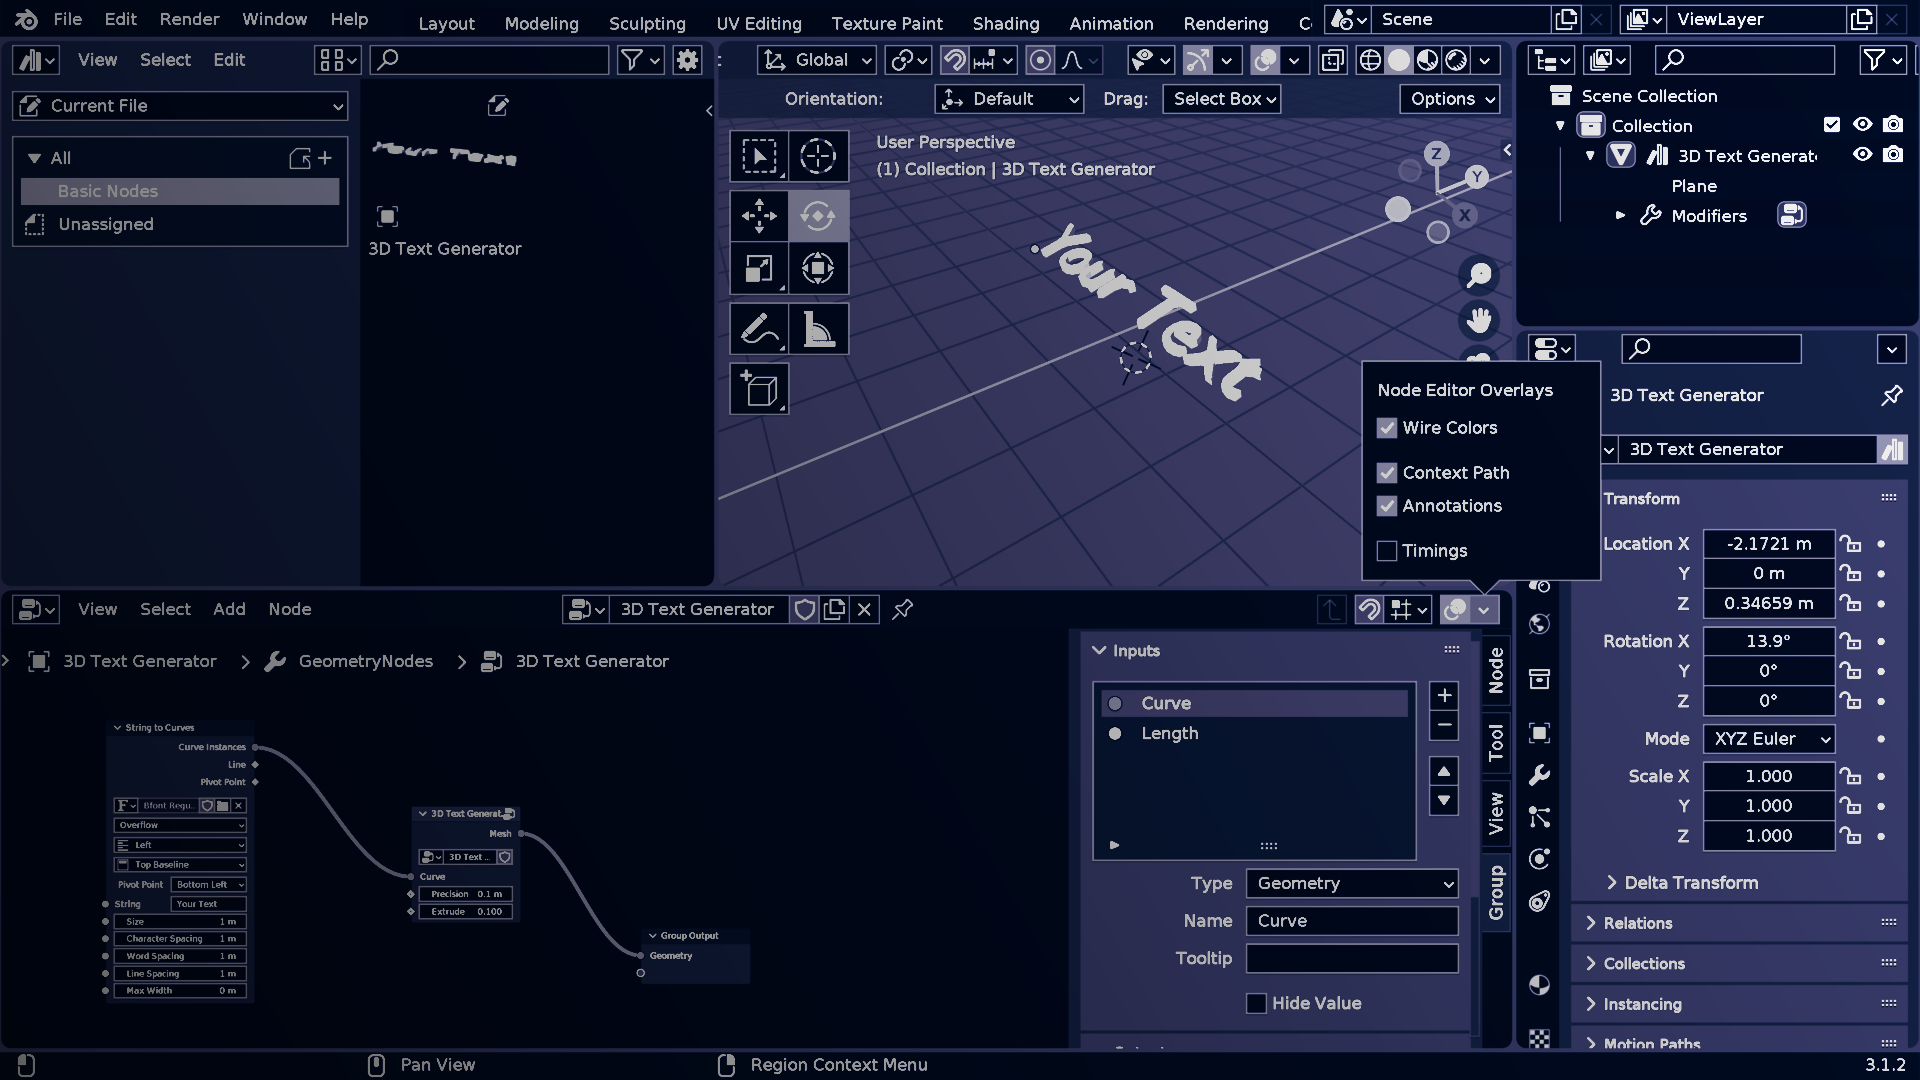 File Edit Render Window Help Layout Modeling Sculpting UV Editing Texture Paint Shading Animation Rendering C Scene ViewLayer
View Select Edit
Global
Current File
Orientation: Default Drag: Select Box Options
Scene Collection
Collection
3D Text Generat
Plane
Modifiers
All
Basic Nodes
Unassigned
3D Text Generator
Your Text
User Perspective
(1) Collection | 3D Text Generator
Z
Y
X
Your Text
Node Editor Overlays
Wire Colors
Context Path
Annotations
Timings
3D Text Generator
3D Text Generator
Transform
Location X -2.1721 m
Y 0 m
Z 0.34659 m
Rotation X 13.9°
Y 0°
Z 0°
Mode XYZ Euler
Scale X 1.000
Y 1.000
Z 1.000
Delta Transform
Relations
Collections
Instancing
Motion Paths
View Select Add Node 3D Text Generator
3D Text Generator GeometryNodes 3D Text Generator
String to Curves
Curve Instances
Line
Pivot Point
F Bfont Regu..
Overflow
Left
Top Baseline
Pivot Point Bottom Left
String Your Text
Size 1 m
Character Spacing 1 m
Word Spacing 1 m
Line Spacing 1 m
Max Width 0 m
3D Text Generat..
Mesh
3D Text ..
Curve
Precision 0.1 m
Extrude 0.100
Group Output
Geometry
Inputs
Curve
Length
Type Geometry
Name Curve
Tooltip
Hide Value
Node
Tool
View
Group
Pan View Region Context Menu 3.1.2